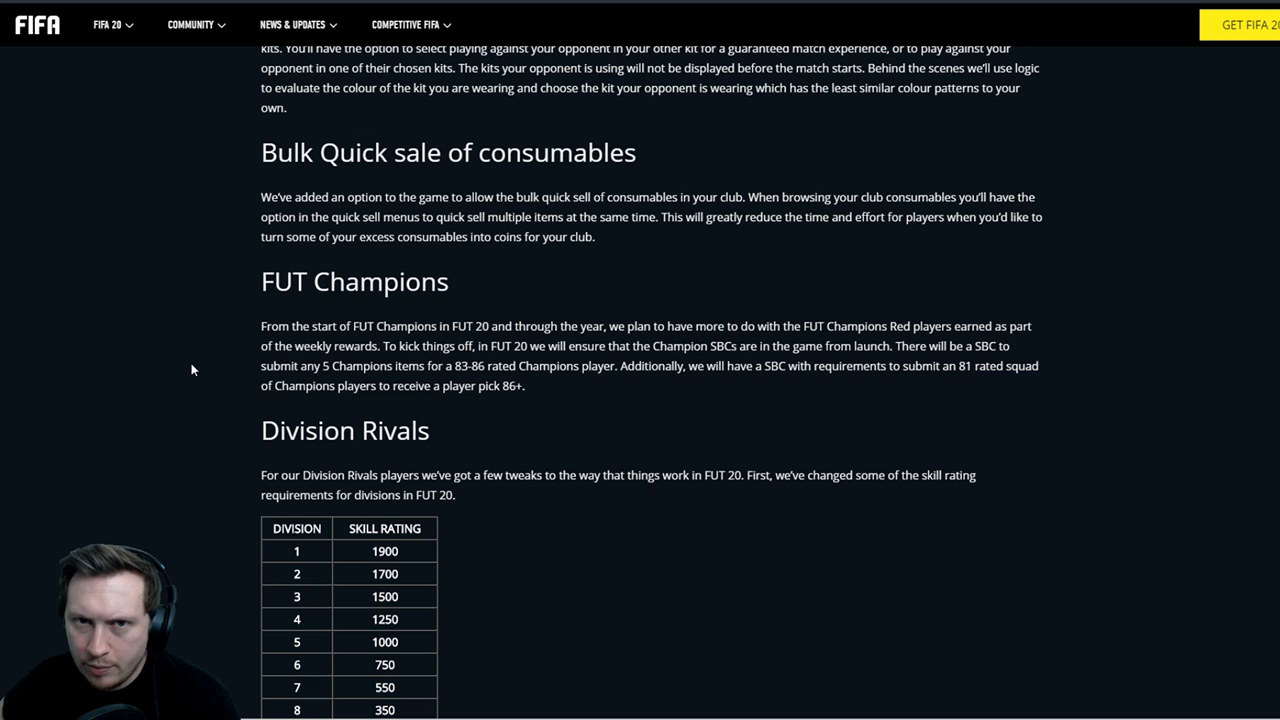 FIFA FIFA 20 COMMUNITY NEWS & UPDATES COMPETITIVE FIFA GET FIFA 20
kits. You'll have the option to select playing against your opponent in your other kit for a guaranteed match experience, or to play against your
opponent in one of their chosen kits. The kits your opponent is using will not be displayed before the match starts. Behind the scenes we'll use logic
to evaluate the colour of the kit you are wearing and choose the kit your opponent is wearing which has the least similar colour patterns to your
own.
Bulk Quick sale of consumables
We've added an option to the game to allow the bulk quick sell of consumables in your club. When browsing your club consumables you'll have the
option in the quick sell menus to quick sell multiple items at the same time. This will greatly reduce the time and effort for players when you'd like to
turn some of your excess consumables into coins for your club.
FUT Champions
From the start of FUT Champions in FUT 20 and through the year, we plan to have more to do with the FUT Champions Red players earned as part
of the weekly rewards. To kick things off, in FUT 20 we will ensure that the Champion SBCs are in the game from launch. There will be a SBC to
submit any 5 Champions items for a 83-86 rated Champions player. Additionally, we will have a SBC with requirements to submit an 81 rated squad
of Champions players to receive a player pick 86+.
Division Rivals
For our Division Rivals players we've got a few tweaks to the way that things work in FUT 20. First, we've changed some of the skill rating
requirements for divisions in FUT 20.
DIVISION SKILL RATING
1 1900
2 1700
3 1500
4 1250
5 1000
6 750
7 550
8 350